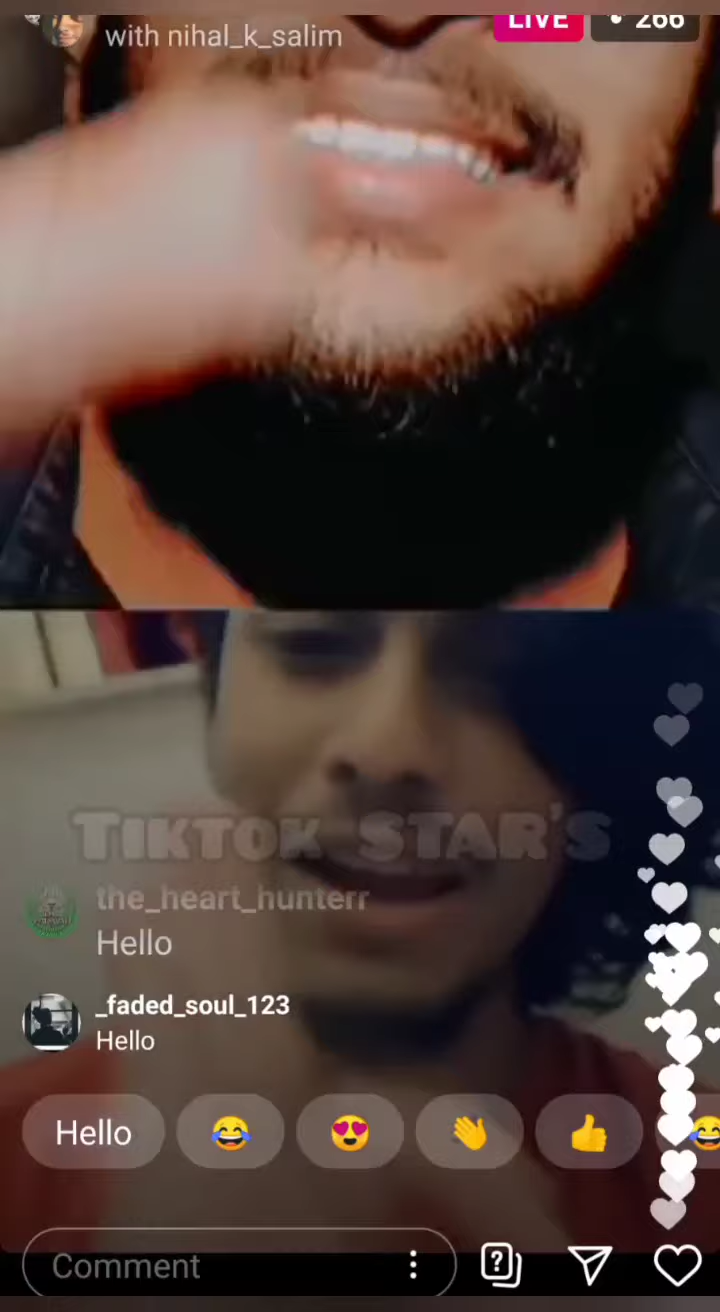 with nihal_k_salim
LIVE
266
TIKTOK STAR'S
the_heart_hunterr
Hello
_faded_soul_123
Hello
Hello
Comment